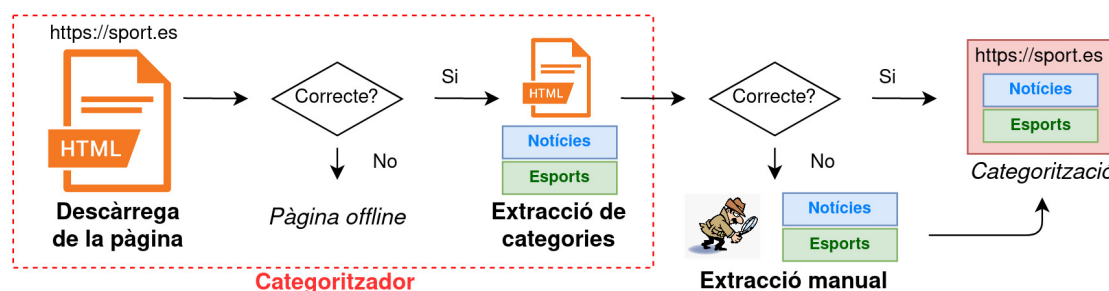 https://sport.es
HTML
Descàrrega
de la pàgina
Correcte?
Si
No
Pàgina offline
HTML
Notícies
Esports
Extracció de
categories
Categoritzador
Correcte?
Si
No
Notícies
Esports
Extracció manual
https://sport.es
Notícies
Esports
Categorització